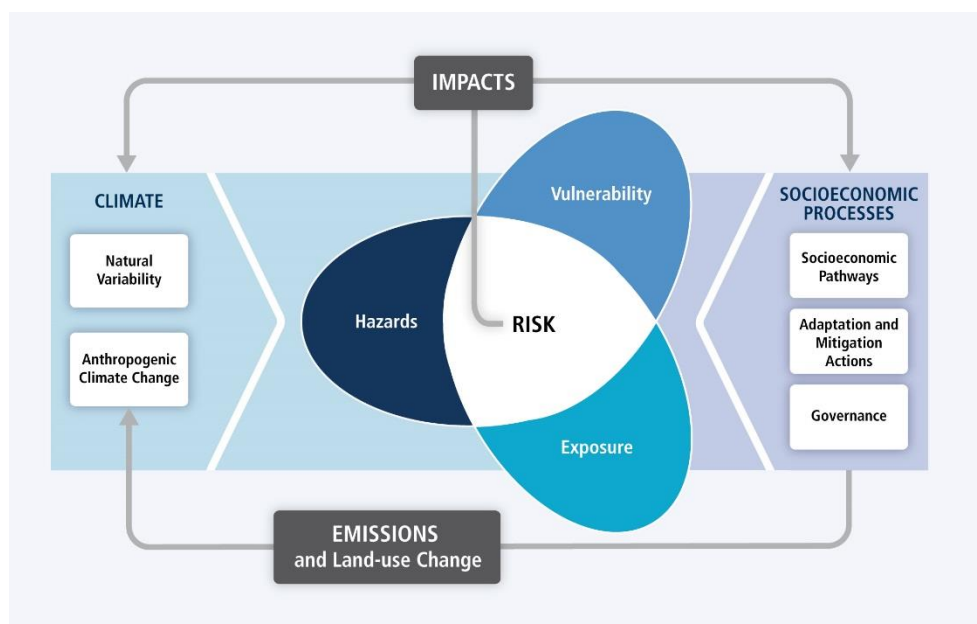 IMPACTS
CLIMATE
Natural
Variability
Anthropogenic
Climate Change
Vulnerability
Hazards
RISK
Exposure
SOCIOECONOMIC
PROCESSES
Socioeconomic
Pathways
Adaptation and
Mitigation
Actions
Governance
EMISSIONS
and Land-use Change